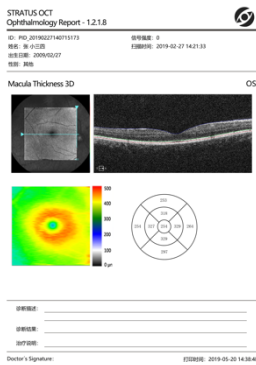 STRATUS OCT
Ophthalmology Report - 1.2.1.8
ID: PID_20190227140715173
信号强度: 0
姓名: 张 小三四
扫描时间: 2019-02-27 14:21:33
出生日期: 2009/02/27
性别: 其他
Macula Thickness 3D
OS
500
400
300
200
100
0 μm
诊断描述:
诊断结果:
治疗说明:
Doctor's Signature:
打印时间: 2019-05-20 14:38:46